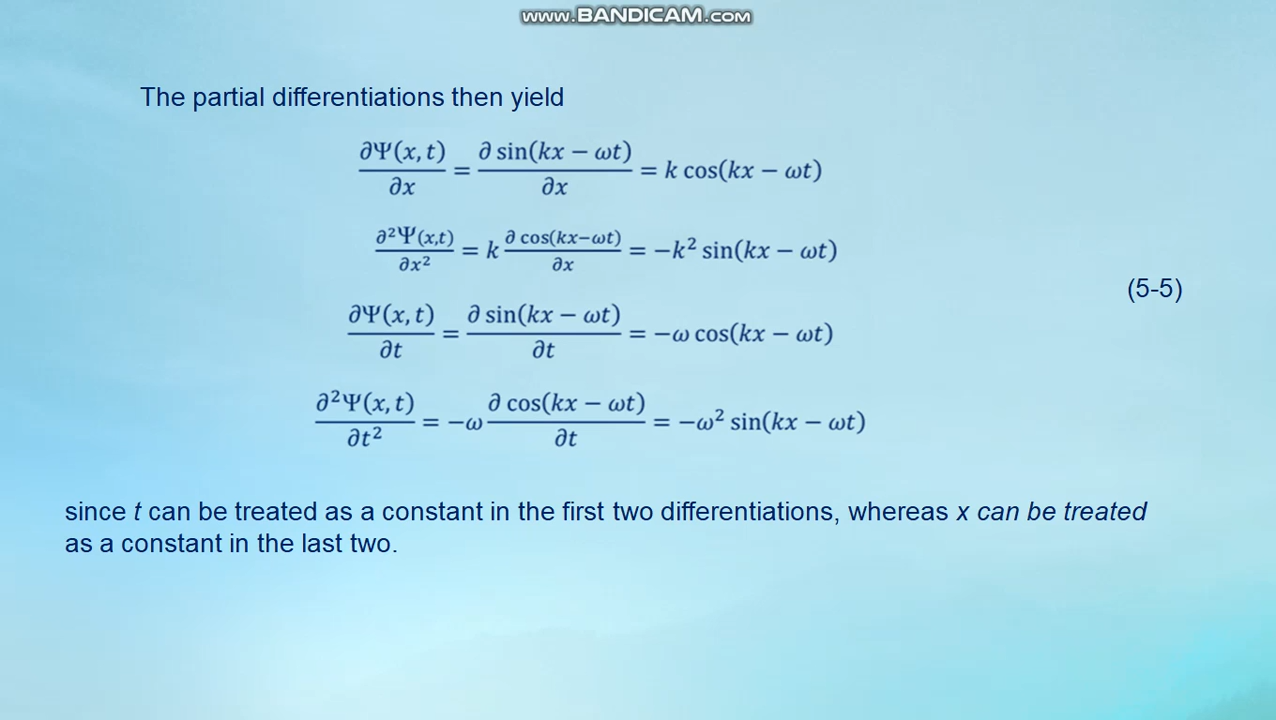 www.BANDICAM.com
The partial differentiations then yield
∂Ψ(x, t)/∂x = ∂ sin(kx − ωt)/∂x = k cos(kx − ωt)
∂²Ψ(x,t)/∂x² = k ∂ cos(kx−ωt)/∂x = −k² sin(kx − ωt)
(5-5)
∂Ψ(x, t)/∂t = ∂ sin(kx − ωt)/∂t = −ω cos(kx − ωt)
∂²Ψ(x, t)/∂t² = −ω ∂ cos(kx − ωt)/∂t = −ω² sin(kx − ωt)
since t can be treated as a constant in the first two differentiations, whereas x can be treated
as a constant in the last two.